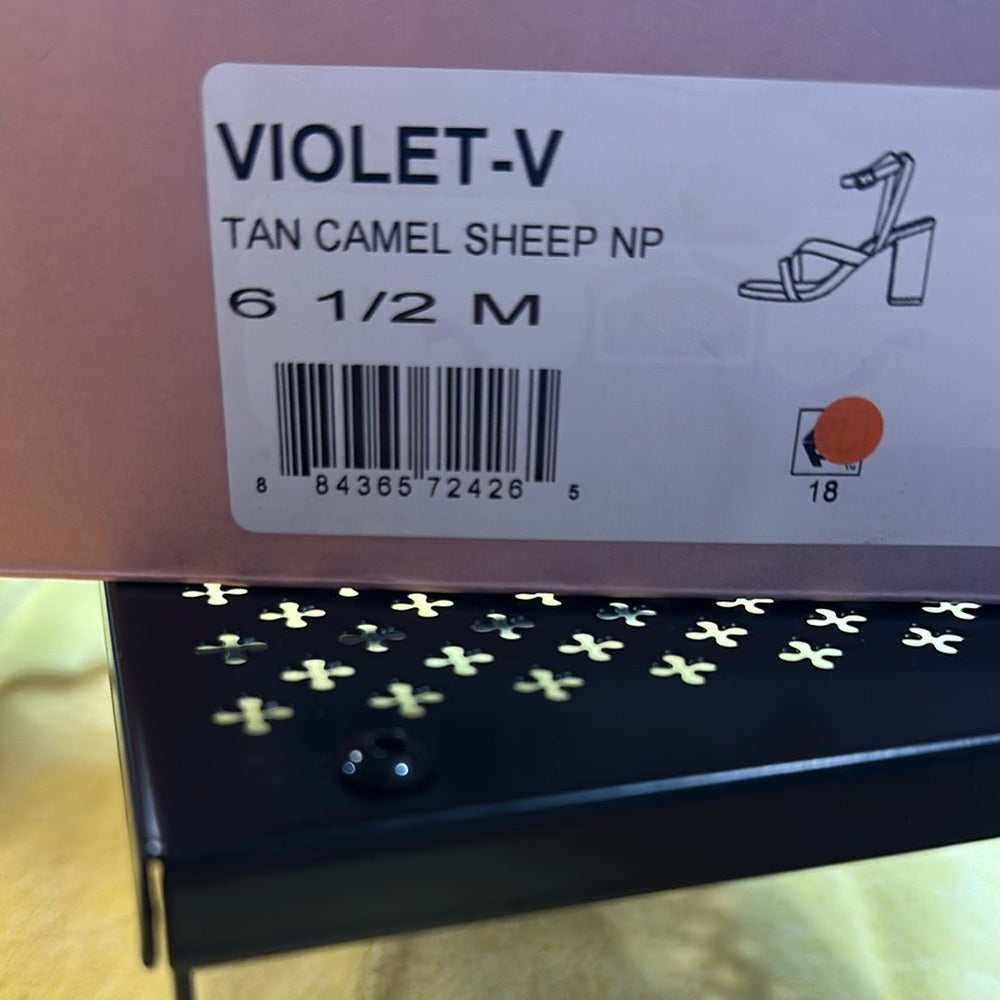 VIOLET-V
TAN CAMEL SHEEP NP
6 1/2 M
8 84365 72426 5
18